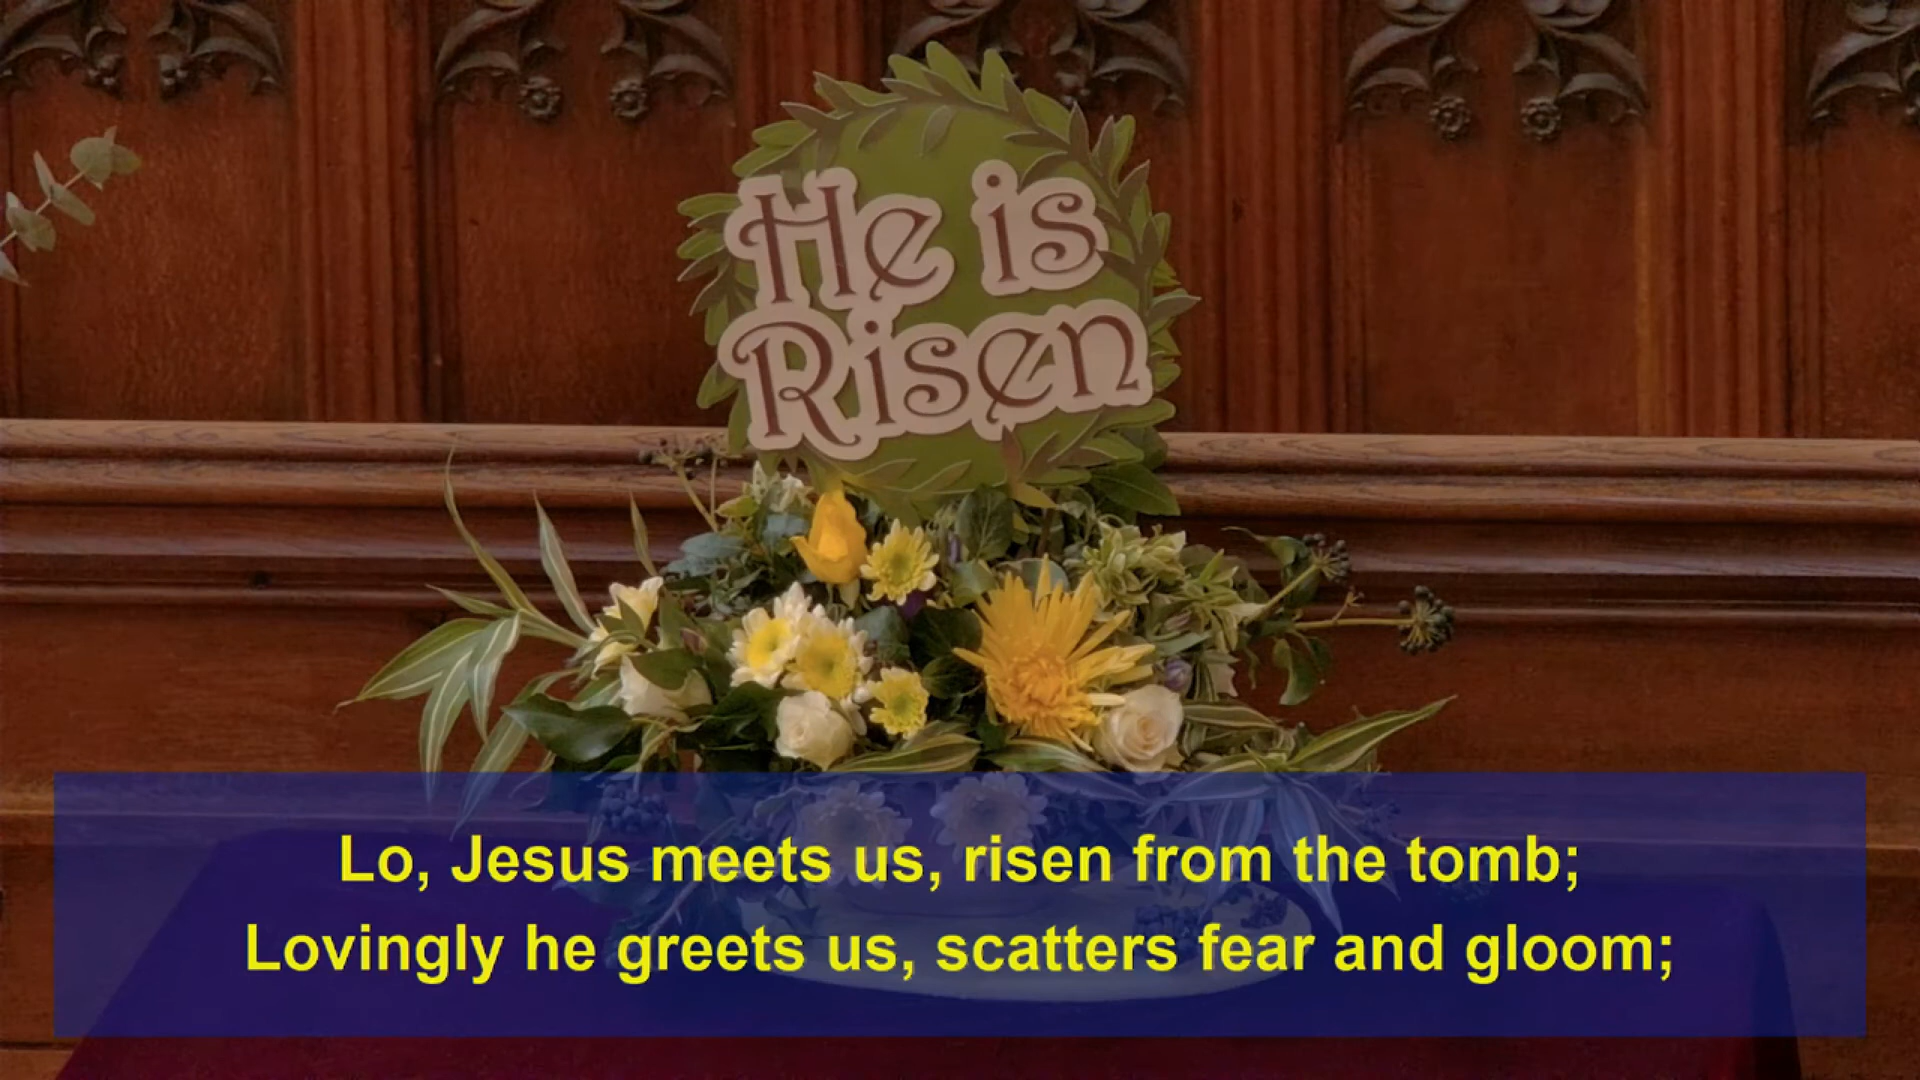 He is
Risen
Lo, Jesus meets us, risen from the tomb;
Lovingly he greets us, scatters fear and gloom;